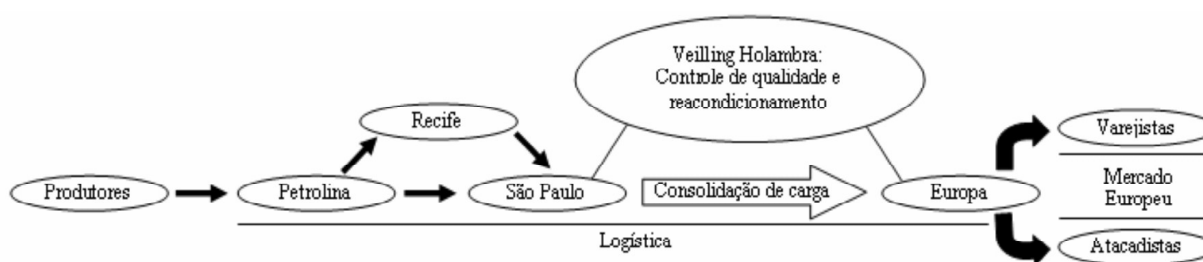 Veilling Holambra:
Controle de qualidade e
reacondicionamento
Recife
Varejistas
Produtores
Petrolina
São Paulo
Consolidação de carga
Europa
Mercado
Europeu
Logística
Atacadistas